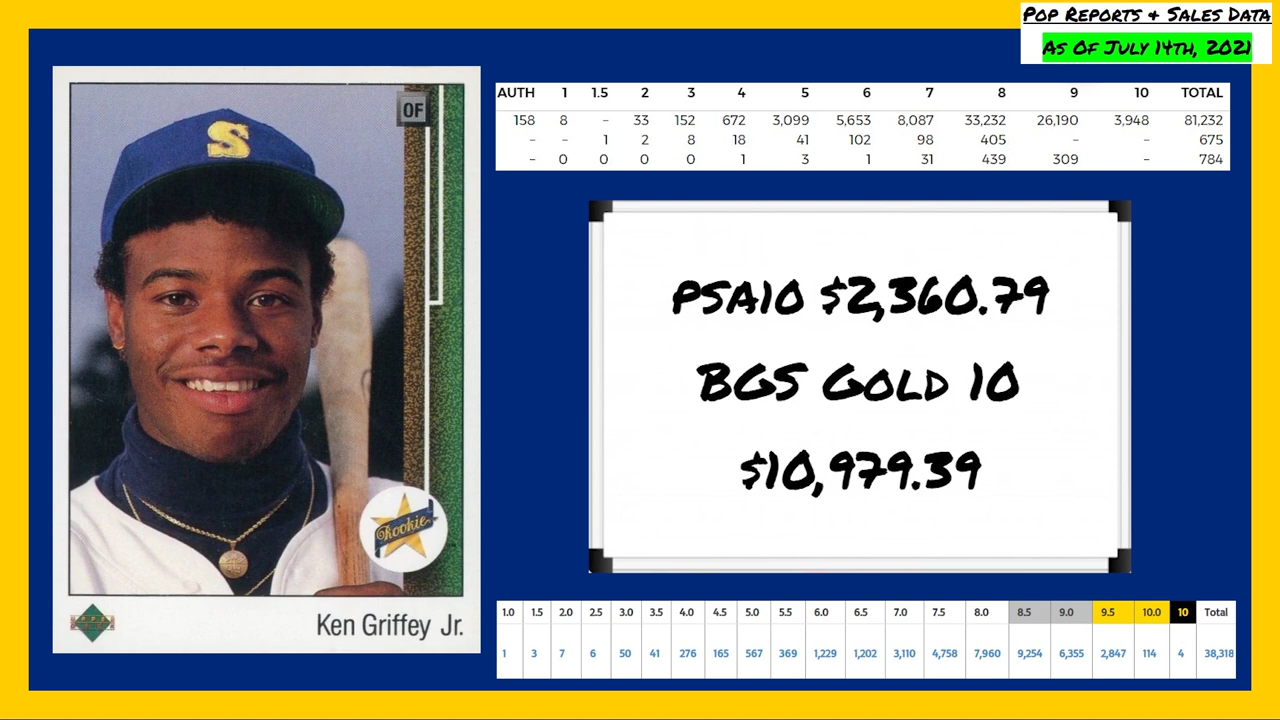 Pop Reports & Sales Data
As Of July 14th, 2021
OF
S
Rookie
Ken Griffey Jr.
AUTH 1 1.5 2 3 4 5 6 7 8 9 10 TOTAL
158 8 – 33 152 672 3,099 5,653 8,087 33,232 26,190 3,948 81,232
– – 1 2 8 18 41 102 98 405 – – 675
– 0 0 0 0 1 3 1 31 439 309 – 784
PSA10 $2,360.79
BGS Gold 10
$10,979.39
1.0 1.5 2.0 2.5 3.0 3.5 4.0 4.5 5.0 5.5 6.0 6.5 7.0 7.5 8.0 8.5 9.0 9.5 10.0 10 Total
1 3 7 6 50 41 276 165 567 369 1,229 1,202 3,110 4,758 7,960 9,254 6,355 2,847 114 4 38,318